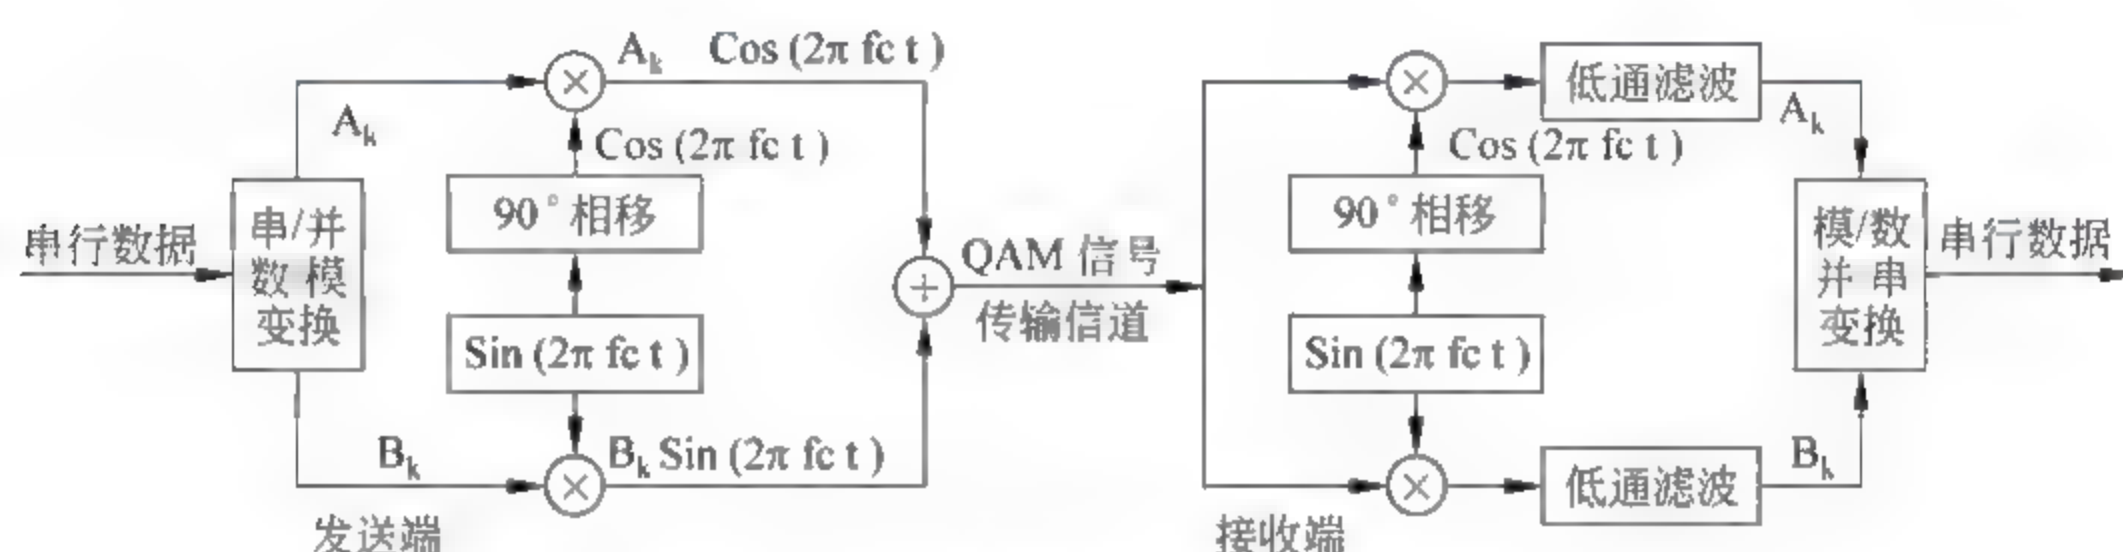 串行数据
串/并
数 模
变换
A_k
B_k
A_k Cos (2π fc t )
Cos (2π fc t )
90°相移
Sin (2π fc t )
B_k Sin (2π fc t )
发送端
QAM 信号
传输信道
Cos (2π fc t )
90°相移
Sin (2π fc t )
接收端
低通滤波
A_k
低通滤波
B_k
模/数
并 串
变换
串行数据